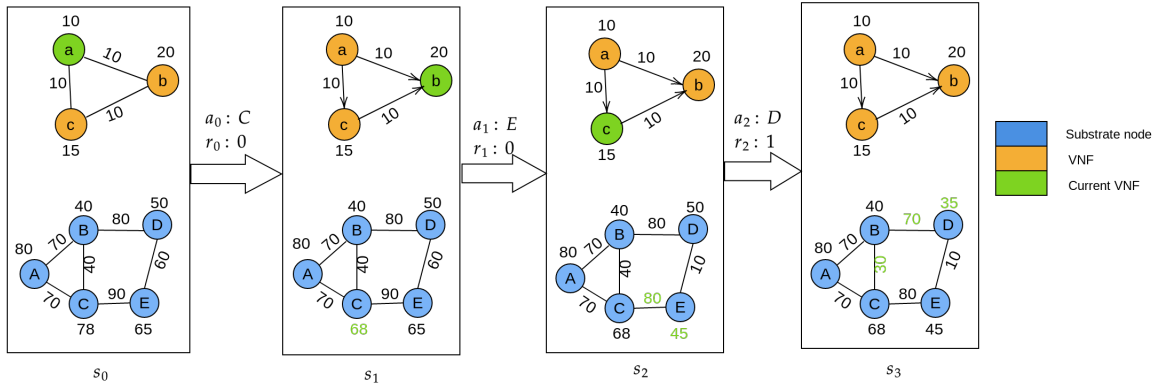 10
a
10
20
b
10
10
c
15
40
50
B
80
D
80
70
A
40
60
70
C
90
E
78
65
s₀
a₀ : C
r₀ : 0
10
a
10
20
b
10
10
c
15
40
50
B
80
D
80
70
A
40
60
70
C
90
E
68
65
s₁
a₁ : E
r₁ : 0
10
a
10
20
b
10
10
c
15
40
50
B
80
D
80
70
A
40
10
70
C
80
E
68
45
s₂
a₂ : D
r₂ : 1
10
a
10
20
b
10
10
c
15
40
35
B
70
D
80
70
A
30
10
70
C
80
E
68
45
s₃
Substrate node
VNF
Current VNF